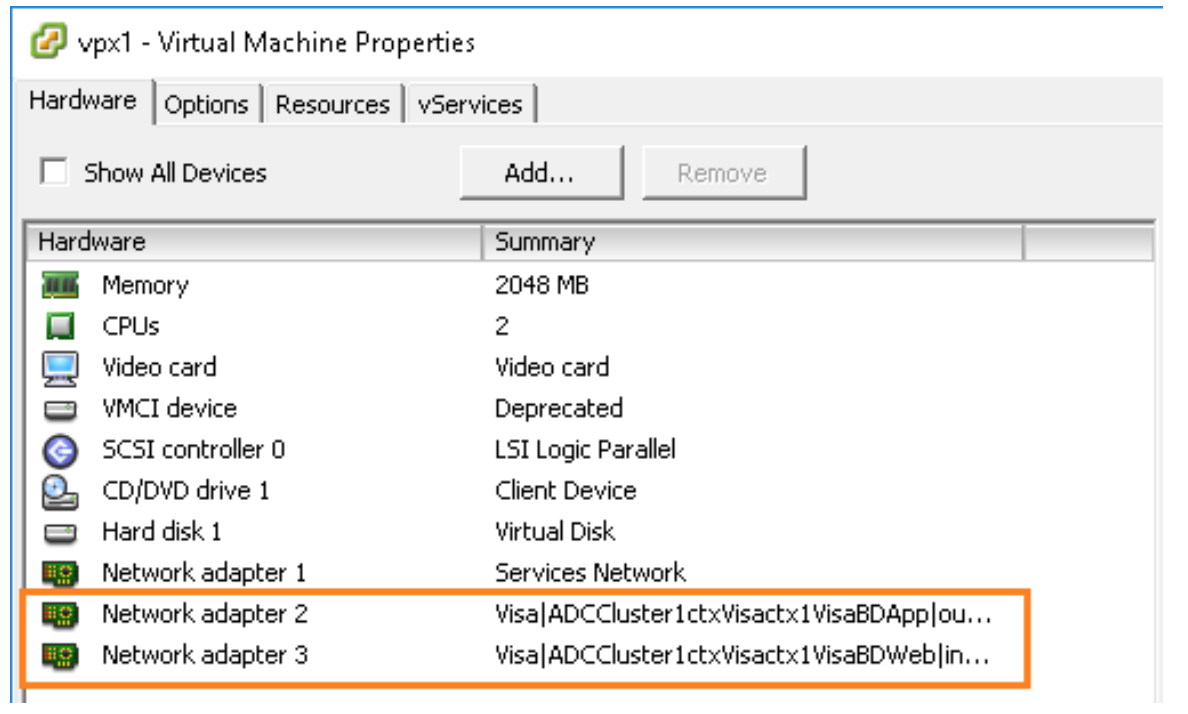 vpx1 - Virtual Machine Properties
Hardware Options Resources vServices
Show All Devices Add... Remove
Hardware Summary
Memory 2048 MB
CPUs 2
Video card Video card
VMCI device Deprecated
SCSI controller 0 LSI Logic Parallel
CD/DVD drive 1 Client Device
Hard disk 1 Virtual Disk
Network adapter 1 Services Network
Network adapter 2 Visa|ADCCluster1ctxVisactx1VisaBDApp|ou...
Network adapter 3 Visa|ADCCluster1ctxVisactx1VisaBDWeb|in...